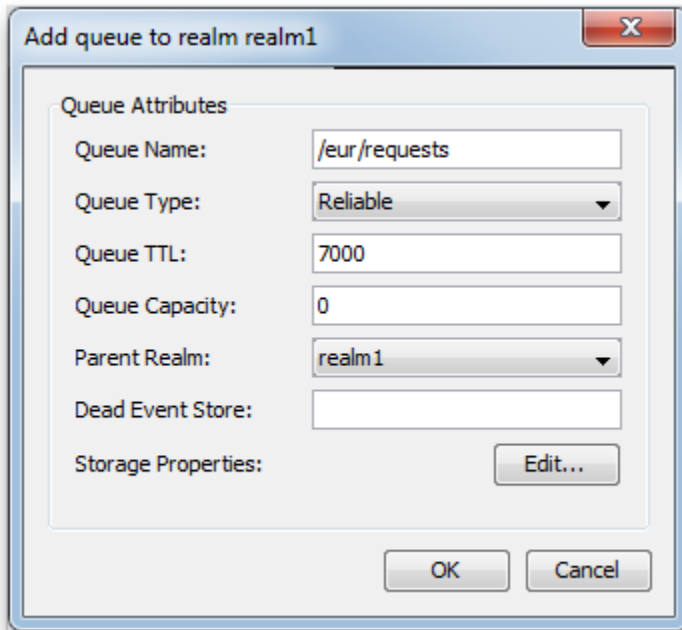 Add queue to realm realm1
Queue Attributes
Queue Name: /eur/requests
Queue Type: Reliable
Queue TTL: 7000
Queue Capacity: 0
Parent Realm: realm1
Dead Event Store:
Storage Properties: Edit...
OK Cancel